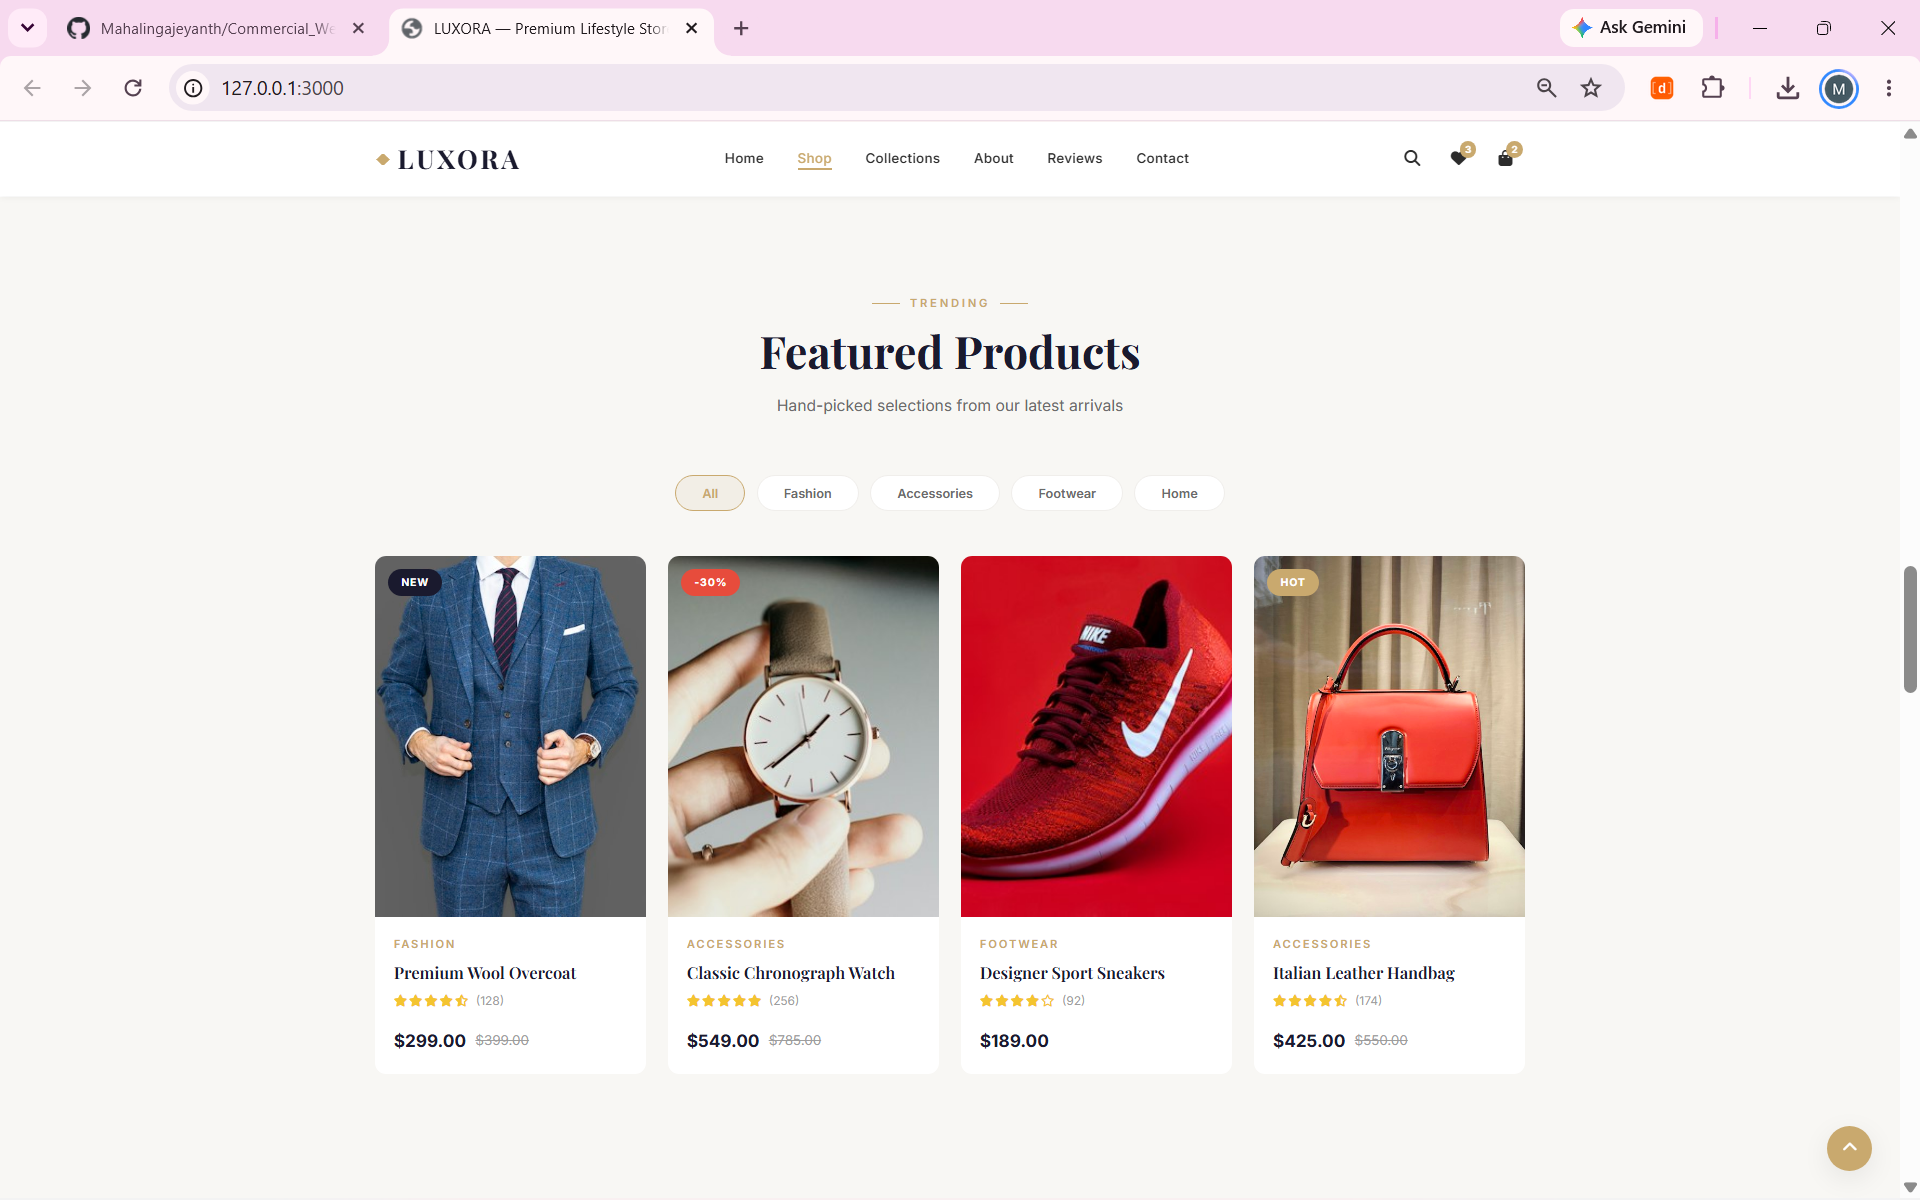 Mahalingajeyanth/Commercial_We
LUXORA — Premium Lifestyle Stor
Ask Gemini
127.0.0.1:3000
[d]
M
LUXORA
Home
Shop
Collections
About
Reviews
Contact
3
2
TRENDING
Featured Products
Hand-picked selections from our latest arrivals
All
Fashion
Accessories
Footwear
Home
NEW
-30%
NIKE
HOT
FASHION
Premium Wool Overcoat
(128)
$299.00 $399.00
ACCESSORIES
Classic Chronograph Watch
(256)
$549.00 $785.00
FOOTWEAR
Designer Sport Sneakers
(92)
$189.00
ACCESSORIES
Italian Leather Handbag
(174)
$425.00 $550.00